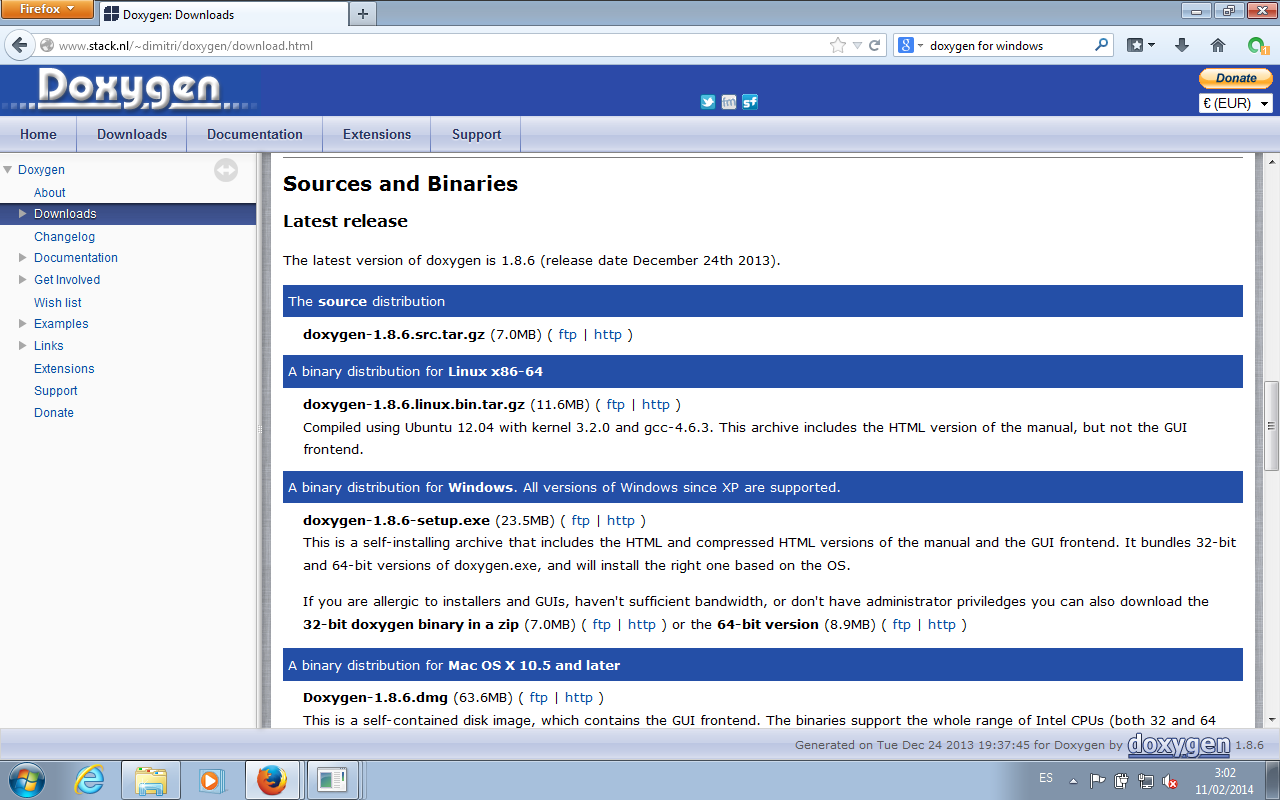 Firefox
Doxygen: Downloads
www.stack.nl/~dimitri/doxygen/download.html
doxygen for windows
Doxygen
Donate
€ (EUR)
Home
Downloads
Documentation
Extensions
Support
Doxygen
About
Downloads
Changelog
Documentation
Get Involved
Wish list
Examples
Links
Extensions
Support
Donate
Sources and Binaries
Latest release
The latest version of doxygen is 1.8.6 (release date December 24th 2013).
The source distribution
doxygen-1.8.6.src.tar.gz (7.0MB) ( ftp | http )
A binary distribution for Linux x86-64
doxygen-1.8.6.linux.bin.tar.gz (11.6MB) ( ftp | http )
Compiled using Ubuntu 12.04 with kernel 3.2.0 and gcc-4.6.3. This archive includes the HTML version of the manual, but not the GUI
frontend.
A binary distribution for Windows. All versions of Windows since XP are supported.
doxygen-1.8.6-setup.exe (23.5MB) ( ftp | http )
This is a self-installing archive that includes the HTML and compressed HTML versions of the manual and the GUI frontend. It bundles 32-bit
and 64-bit versions of doxygen.exe, and will install the right one based on the OS.
If you are allergic to installers and GUIs, haven't sufficient bandwidth, or don't have administrator priviledges you can also download the
32-bit doxygen binary in a zip (7.0MB) ( ftp | http ) or the 64-bit version (8.9MB) ( ftp | http )
A binary distribution for Mac OS X 10.5 and later
Doxygen-1.8.6.dmg (63.6MB) ( ftp | http )
This is a self-contained disk image, which contains the GUI frontend. The binaries support the whole range of Intel CPUs (both 32 and 64
Generated on Tue Dec 24 2013 19:37:45 for Doxygen by doxygen 1.8.6
ES
3:02
11/02/2014